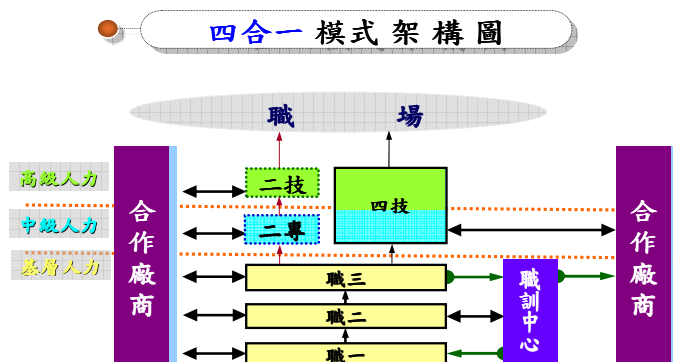 四合一 模式架構圖
職 場
高級人力
二技
四技
中級人力
二專
合作廠商
合作廠商
基層人力
職三
職訓中心
職二
職一